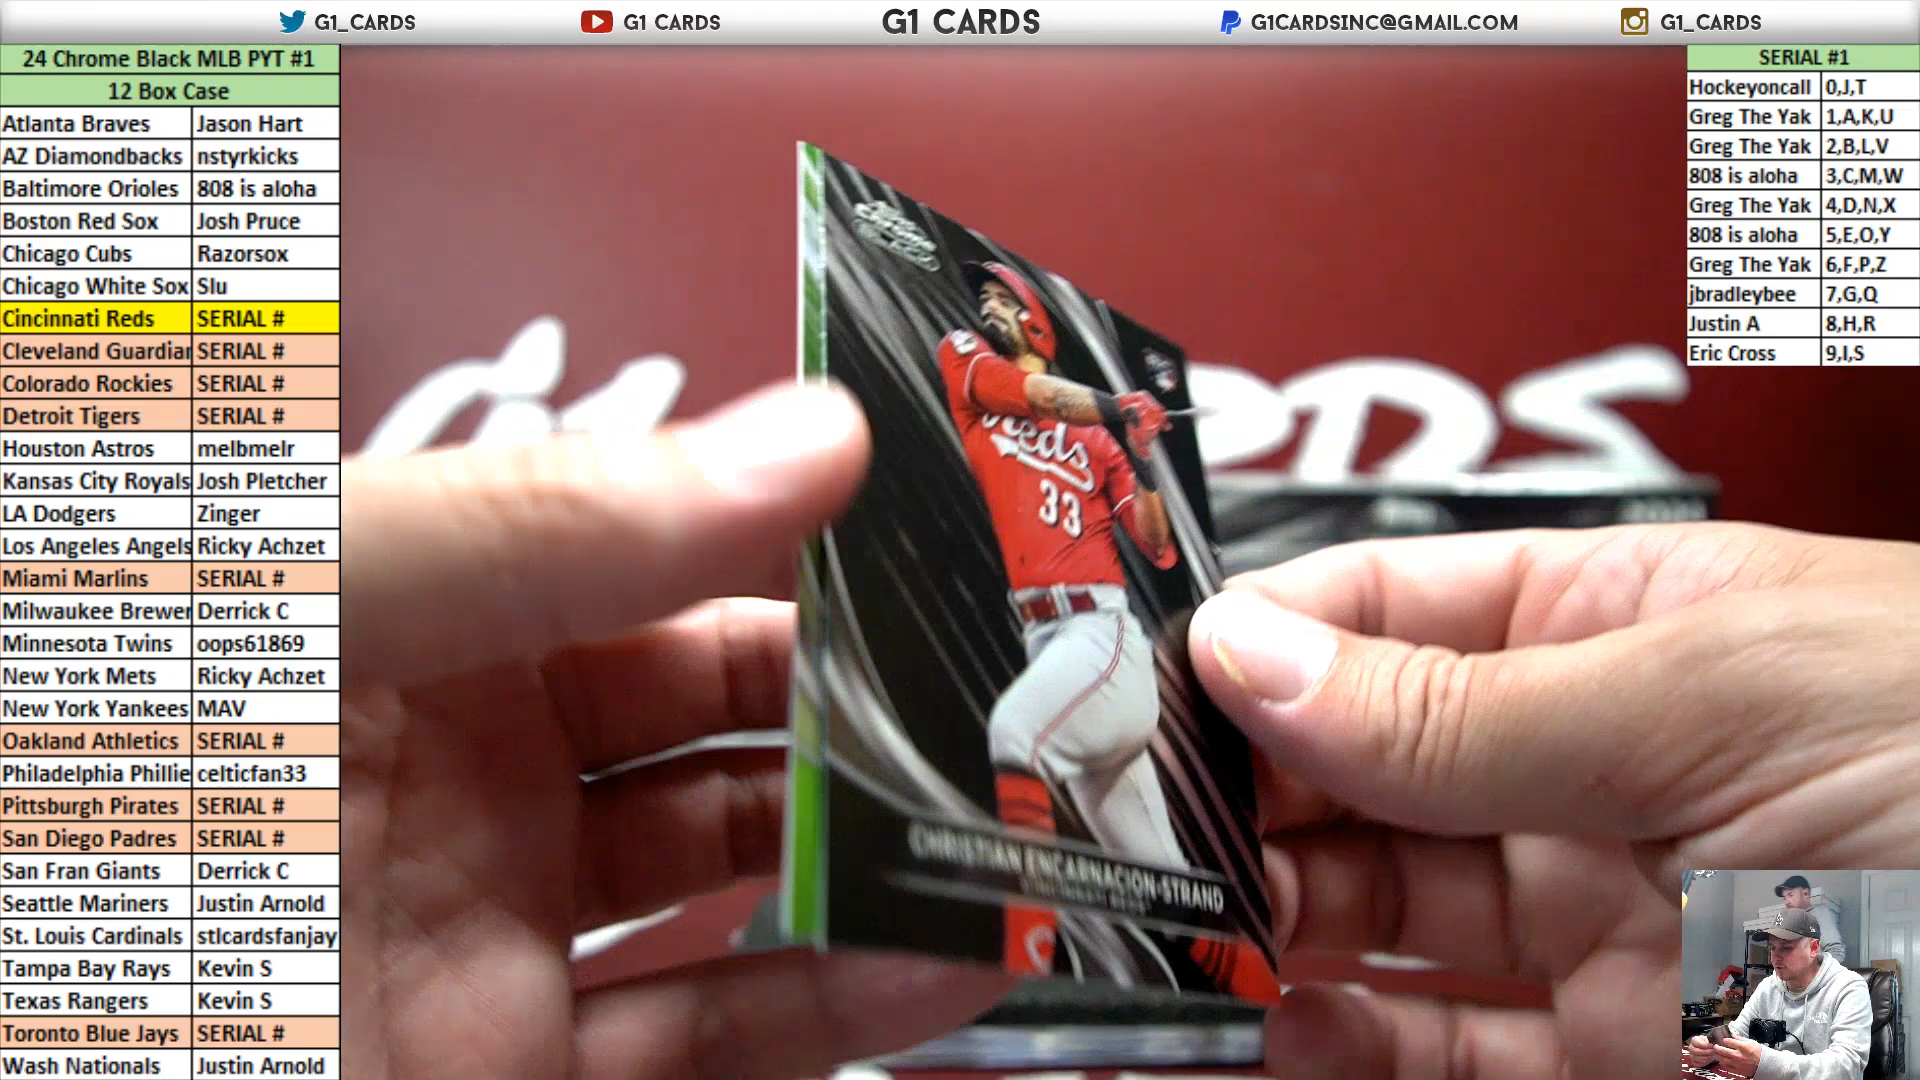 G1_CARDS
G1 CARDS
G1 CARDS
G1CARDSINC@GMAIL.COM
G1_CARDS
24 Chrome Black MLB PYT #1
12 Box Case
Atlanta Braves Jason Hart
AZ Diamondbacks nstyrkicks
Baltimore Orioles 808 is aloha
Boston Red Sox Josh Pruce
Chicago Cubs Razorsox
Chicago White Sox Slu
Cincinnati Reds SERIAL #
Cleveland Guardian SERIAL #
Colorado Rockies SERIAL #
Detroit Tigers SERIAL #
Houston Astros melbmelr
Kansas City Royals Josh Pletcher
LA Dodgers Zinger
Los Angeles Angels Ricky Achzet
Miami Marlins SERIAL #
Milwaukee Brewer Derrick C
Minnesota Twins oops61869
New York Mets Ricky Achzet
New York Yankees MAV
Oakland Athletics SERIAL #
Philadelphia Phillie celticfan33
Pittsburgh Pirates SERIAL #
San Diego Padres SERIAL #
San Fran Giants Derrick C
Seattle Mariners Justin Arnold
St. Louis Cardinals stlcardsfanjay
Tampa Bay Rays Kevin S
Texas Rangers Kevin S
Toronto Blue Jays SERIAL #
Wash Nationals Justin Arnold
SERIAL #1
Hockeyoncall 0,J,T
Greg The Yak 1,A,K,U
Greg The Yak 2,B,L,V
808 is aloha 3,C,M,W
Greg The Yak 4,D,N,X
808 is aloha 5,E,O,Y
Greg The Yak 6,F,P,Z
jbradleybee 7,G,Q
Justin A 8,H,R
Eric Cross 9,I,S
Topps
Chrome
Black
Reds
33
CHRISTIAN ENCARNACION-STRAND
CINCINNATI REDS